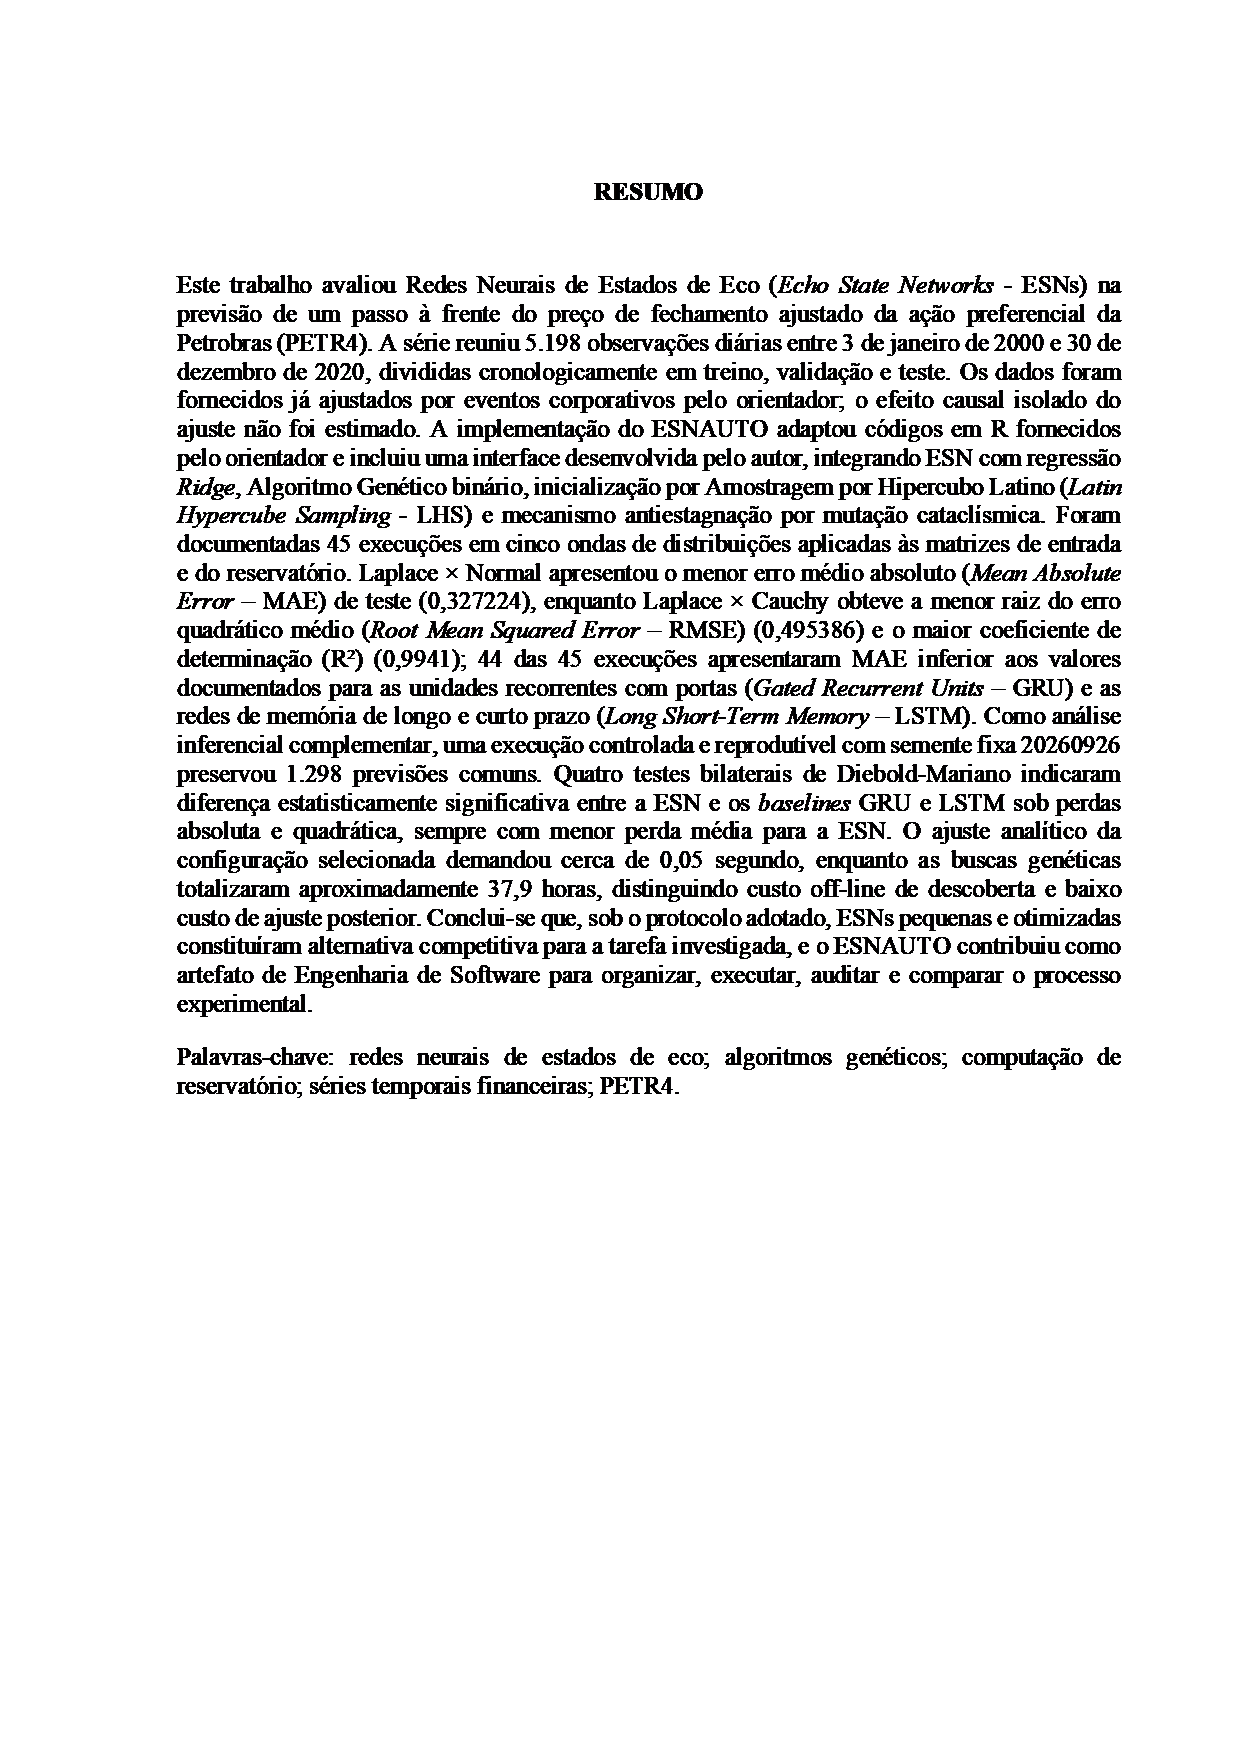 RESUMO
Este trabalho avaliou Redes Neurais de Estados de Eco (Echo State Networks - ESNs) na
previsão de um passo à frente do preço de fechamento ajustado da ação preferencial da
Petrobras (PETR4). A série reuniu 5.198 observações diárias entre 3 de janeiro de 2000 e 30 de
dezembro de 2020, divididas cronologicamente em treino, validação e teste. Os dados foram
fornecidos já ajustados por eventos corporativos pelo orientador; o efeito causal isolado do
ajuste não foi estimado. A implementação do ESNAUTO adaptou códigos em R fornecidos
pelo orientador e incluiu uma interface desenvolvida pelo autor, integrando ESN com regressão
Ridge, Algoritmo Genético binário, inicialização por Amostragem por Hipercubo Latino (Latin
Hypercube Sampling - LHS) e mecanismo antiestagnação por mutação cataclísmica. Foram
documentadas 45 execuções em cinco ondas de distribuições aplicadas às matrizes de entrada
e do reservatório. Laplace × Normal apresentou o menor erro médio absoluto (Mean Absolute
Error – MAE) de teste (0,327224), enquanto Laplace × Cauchy obteve a menor raiz do erro
quadrático médio (Root Mean Squared Error – RMSE) (0,495386) e o maior coeficiente de
determinação (R²) (0,9941); 44 das 45 execuções apresentaram MAE inferior aos valores
documentados para as unidades recorrentes com portas (Gated Recurrent Units – GRU) e as
redes de memória de longo e curto prazo (Long Short-Term Memory – LSTM). Como análise
inferencial complementar, uma execução controlada e reprodutível com semente fixa 20260926
preservou 1.298 previsões comuns. Quatro testes bilaterais de Diebold-Mariano indicaram
diferença estatisticamente significativa entre a ESN e os baselines GRU e LSTM sob perdas
absoluta e quadrática, sempre com menor perda média para a ESN. O ajuste analítico da
configuração selecionada demandou cerca de 0,05 segundo, enquanto as buscas genéticas
totalizaram aproximadamente 37,9 horas, distinguindo custo off-line de descoberta e baixo
custo de ajuste posterior. Conclui-se que, sob o protocolo adotado, ESNs pequenas e otimizadas
constituíram alternativa competitiva para a tarefa investigada, e o ESNAUTO contribuiu como
artefato de Engenharia de Software para organizar, executar, auditar e comparar o processo
experimental.
Palavras-chave: redes neurais de estados de eco; algoritmos genéticos; computação de
reservatório; séries temporais financeiras; PETR4.